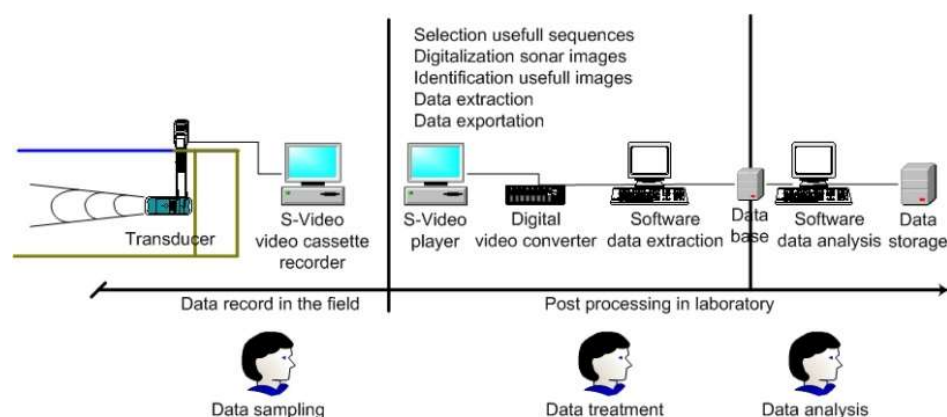 Selection usefull sequences
Digitalization sonar images
Identification usefull images
Data extraction
Data exportation
Transducer
S-Video
video cassette
recorder
S-Video
player
Digital
video converter
Software
data extraction
Data
base
Software
data analysis
Data
storage
Data record in the field
Post processing in laboratory
Data sampling
Data treatment
Data analysis